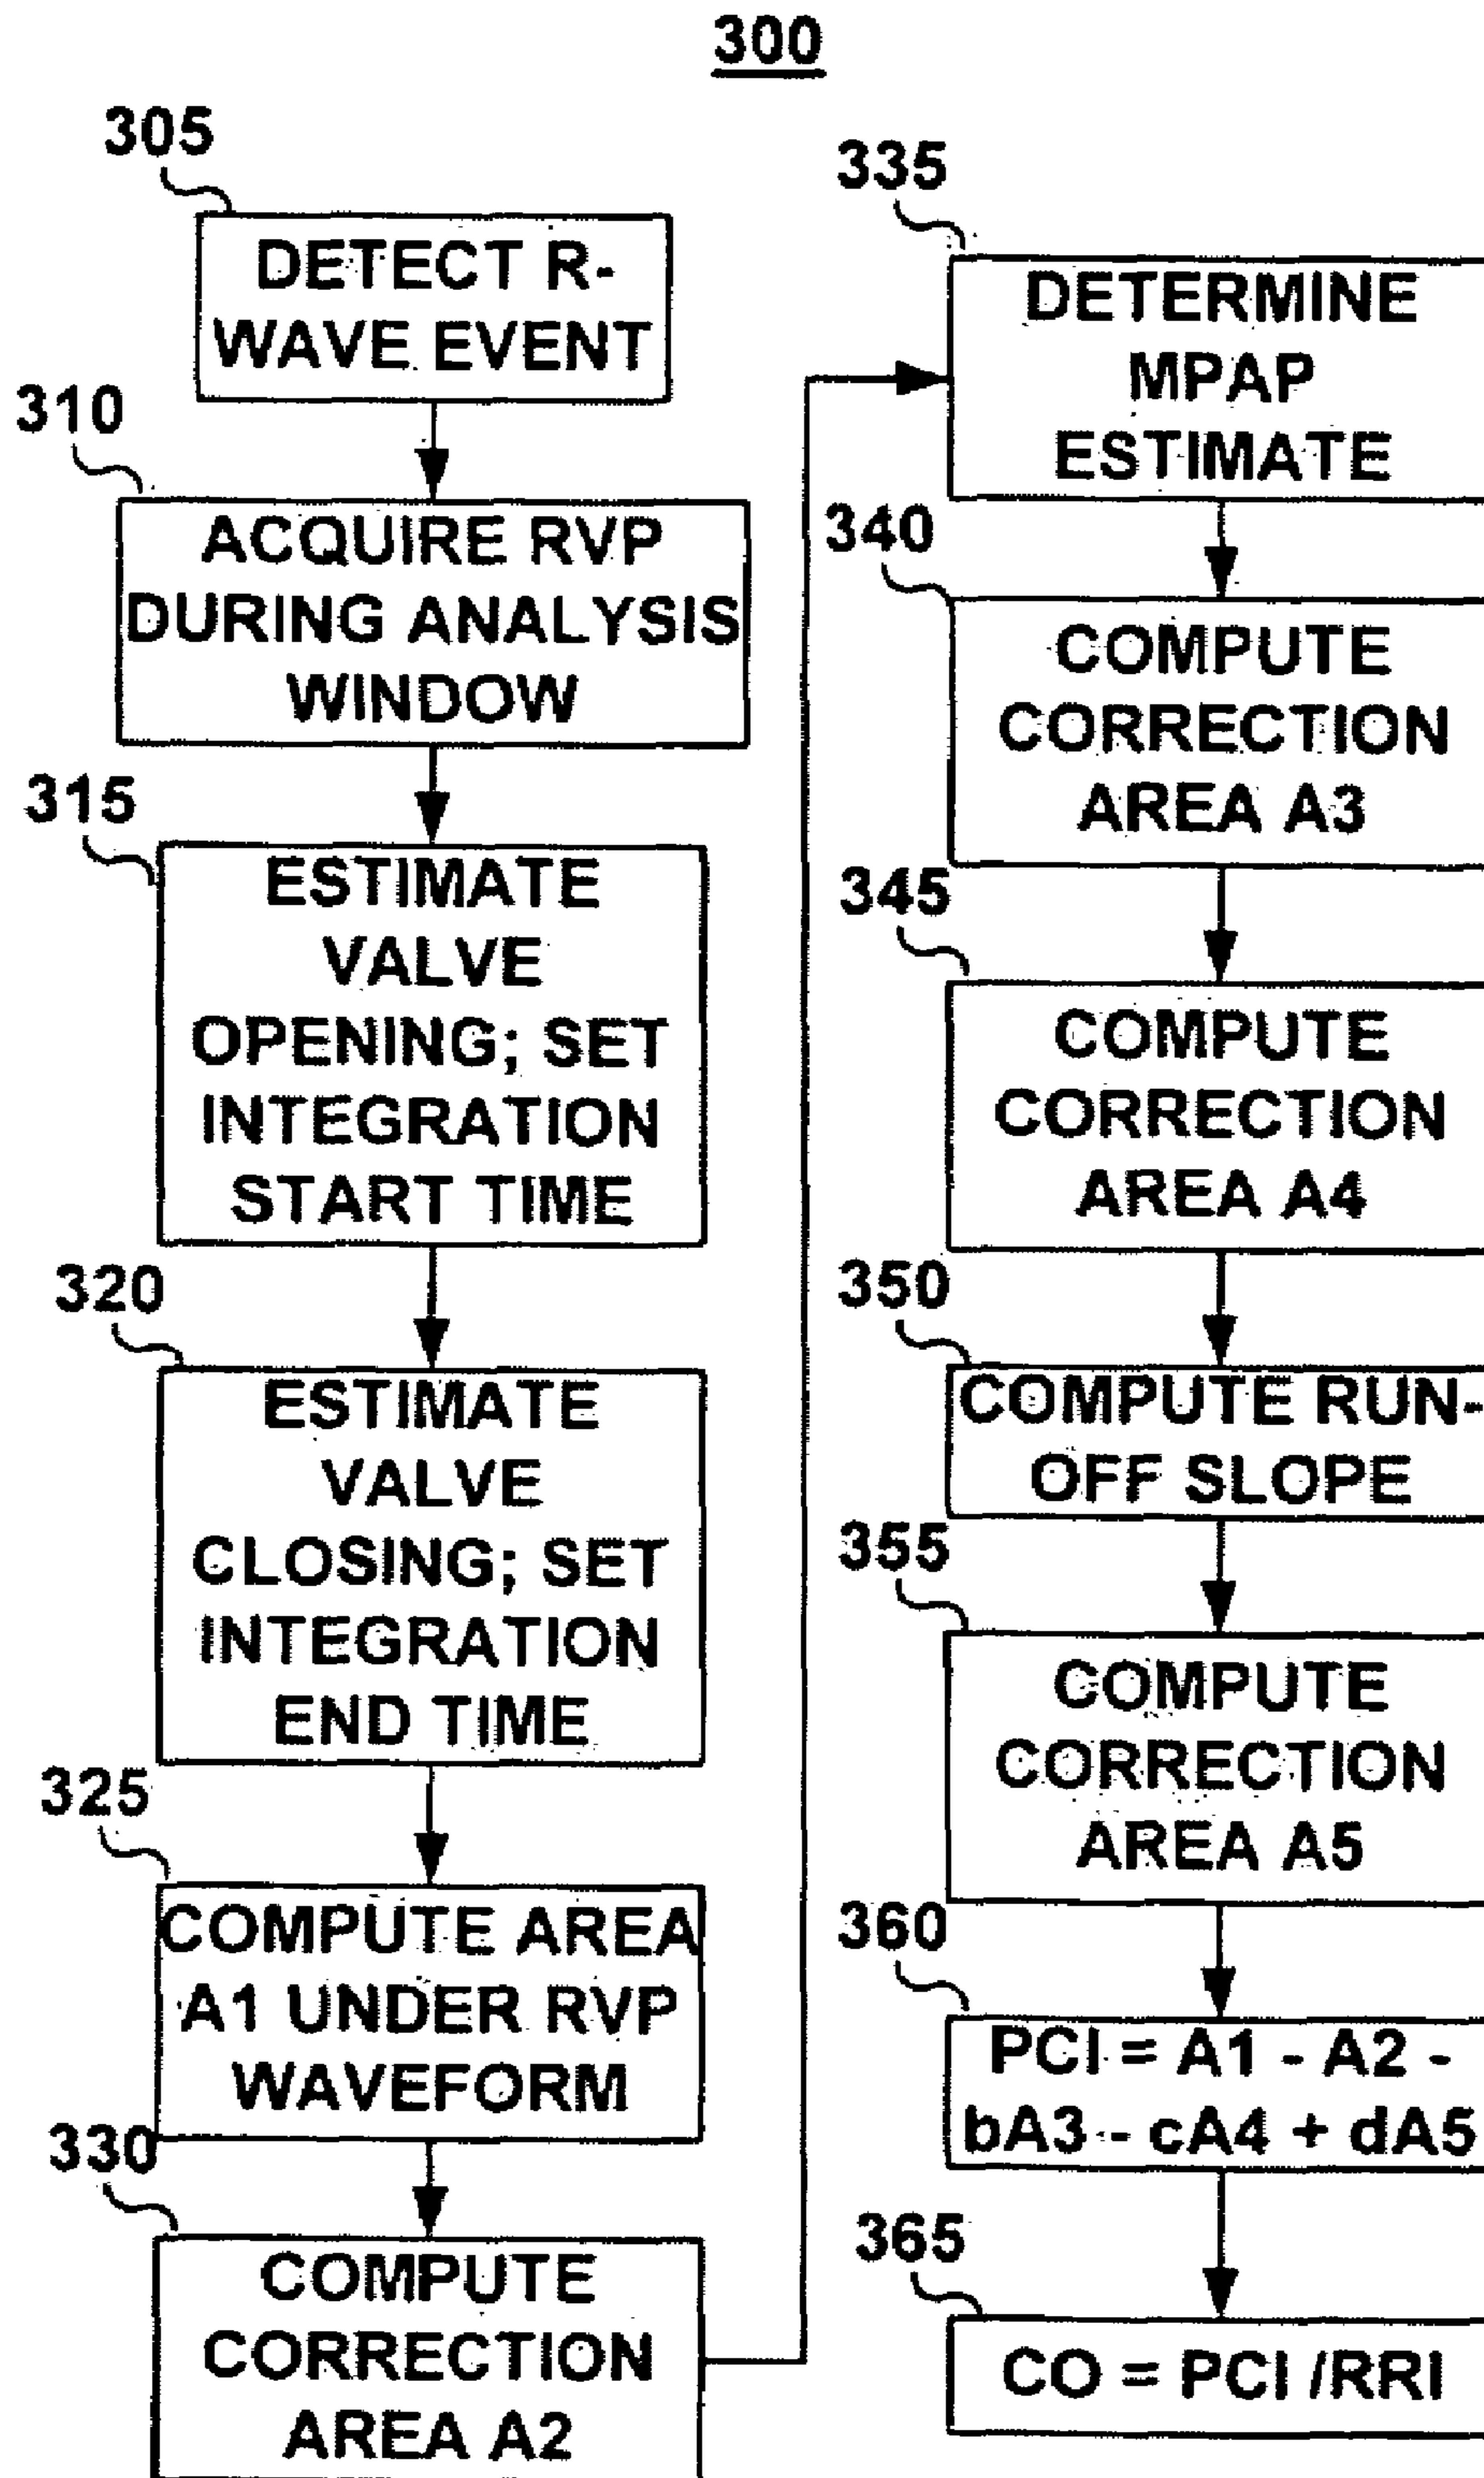 300
305
DETECT R-
WAVE EVENT
310
ACQUIRE RVP
DURING ANALYSIS
WINDOW
315
ESTIMATE
VALVE
OPENING; SET
INTEGRATION
START TIME
320
ESTIMATE
VALVE
CLOSING; SET
INTEGRATION
END TIME
325
COMPUTE AREA
A1 UNDER RVP
WAVEFORM
330
COMPUTE
CORRECTION
AREA A2
335
DETERMINE
MPAP
ESTIMATE
340
COMPUTE
CORRECTION
AREA A3
345
COMPUTE
CORRECTION
AREA A4
350
COMPUTE RUN-
OFF SLOPE
355
COMPUTE
CORRECTION
AREA A5
360
PCI = A1 - A2 -
bA3 - cA4 + dA5
365
CO = PCI /RRI